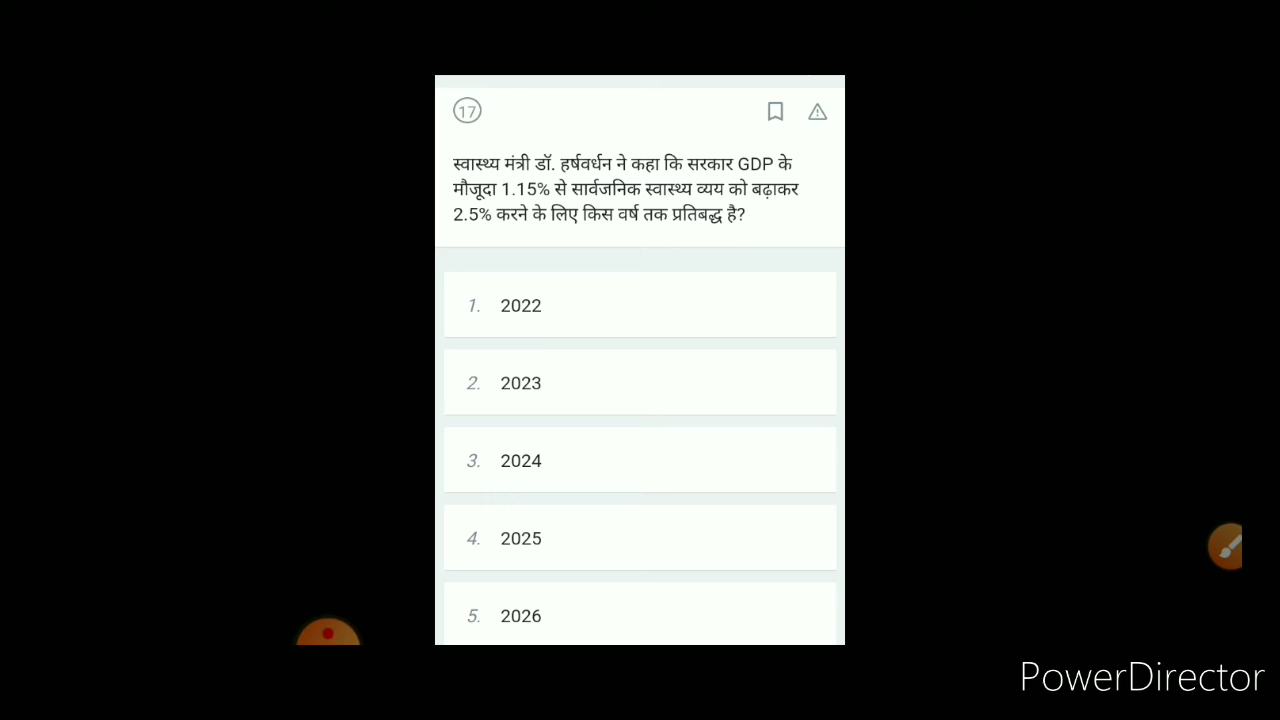 17
स्वास्थ्य मंत्री डॉ. हर्षवर्धन ने कहा कि सरकार GDP के
मौजूदा 1.15% से सार्वजनिक स्वास्थ्य व्यय को बढ़ाकर
2.5% करने के लिए किस वर्ष तक प्रतिबद्ध है?
1. 2022
2. 2023
3. 2024
4. 2025
5. 2026
PowerDirector